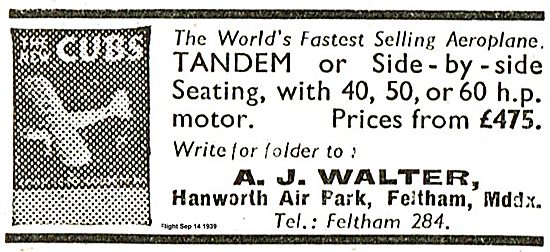 THE NEW CUBS
The World's Fastest Selling Aeroplane.
TANDEM or Side-by-side
Seating, with 40, 50, or 60 h.p.
motor. Prices from £475.
Write for folder to :
A. J. WALTER,
Hanworth Air Park, Feltham, Mddx.
Tel.: Feltham 284.
Flight Sep 14 1939